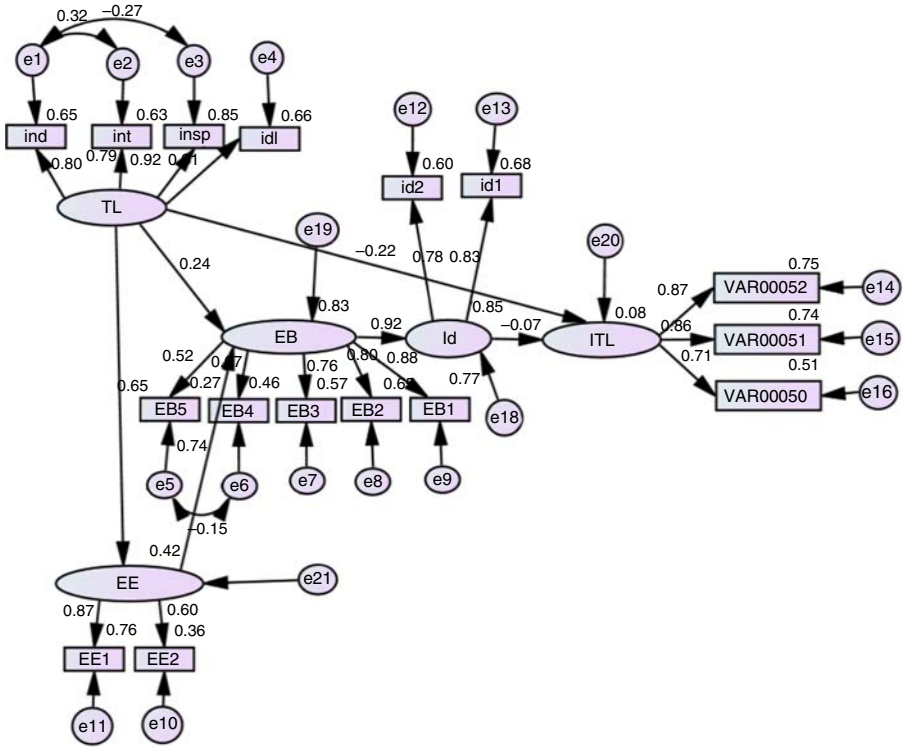 0.32
−0.27
e1
e2
e3
e4
0.65
0.63
0.85
0.66
ind
int
insp
idl
0.80
0.79
0.92
e12
e13
0.60
0.68
id2
id1
TL
e19
e20
0.24
−0.22
0.78
0.83
0.75
VAR00052
e14
0.83
0.92
0.85
−0.07
0.08
0.87
0.74
EB
Id
ITL
0.86
VAR00051
e15
0.52
0.76
0.80
0.88
0.71
0.51
0.65
0.27
0.46
0.57
0.77
VAR00050
e16
EB5
EB4
EB3
EB2
EB1
e18
0.74
e5
e6
e7
e8
e9
−0.15
0.42
EE
e21
0.87
0.60
0.76
0.36
EE1
EE2
e11
e10